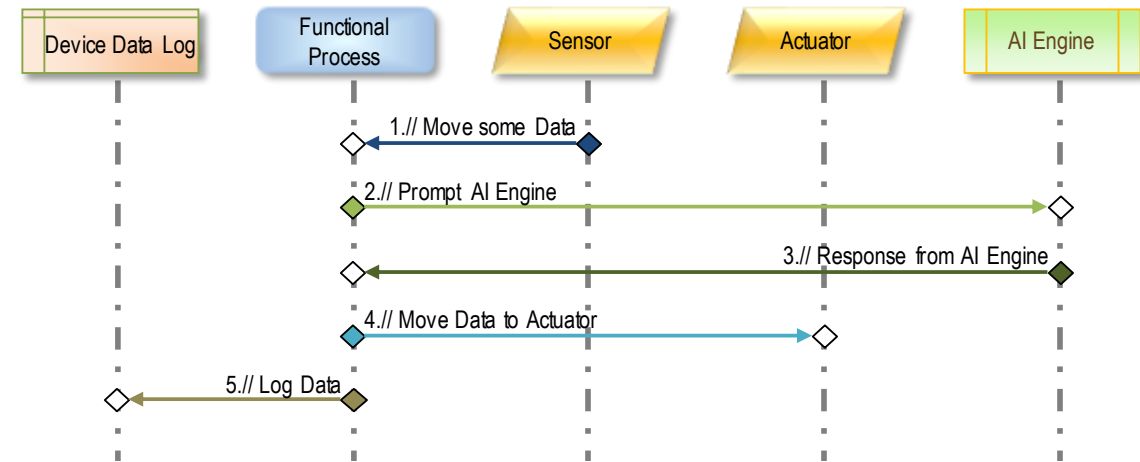 Device Data Log
Functional
Process
Sensor
Actuator
AI Engine
1.// Move some Data
2.// Prompt AI Engine
3.// Response from AI Engine
4.// Move Data to Actuator
5.// Log Data